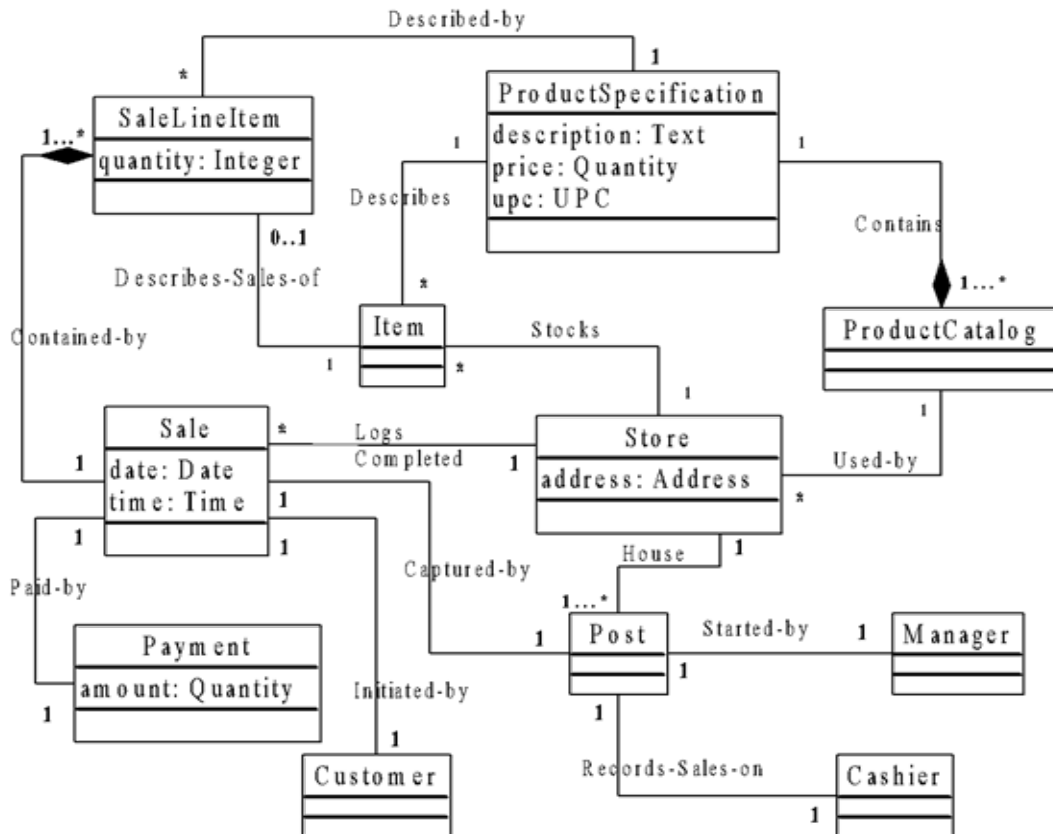 Described-by
*
1
SaleLineItem
quantity: Integer
1...*
0..1
ProductSpecification
description: Text
price: Quantity
upc: UPC
1
1
Describes
*
Contains
1...*
Describes-Sales-of
Contained-by
Item
1
*
Stocks
1
ProductCatalog
1
Used-by
*
Sale
date: Date
time: Time
*
Logs
Completed
1
Store
address: Address
1
1
1
1
Captured-by
House
1
1...*
Paid-by
Post
1
Started-by
1
1
Manager
Payment
amount: Quantity
1
Initiated-by
1
Customer
1
Records-Sales-on
1
Cashier